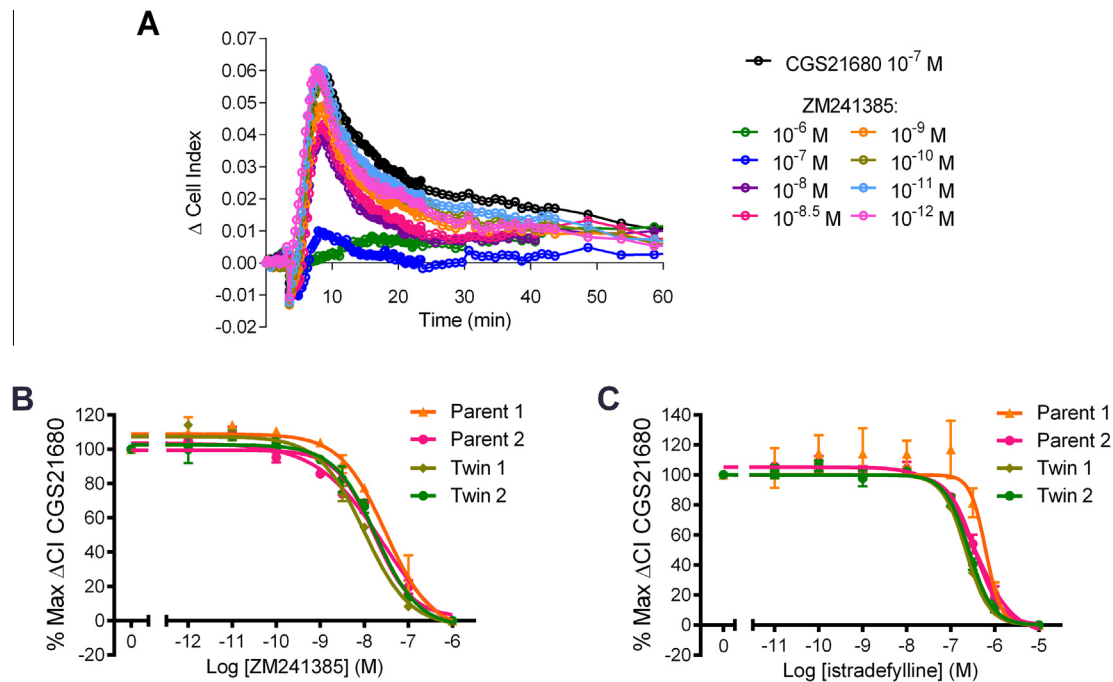 A
0.07
0.06
0.05
0.04
0.03
0.02
0.01
0.00
-0.01
-0.02
Δ Cell Index
10 20 30 40 50 60
Time (min)
CGS21680 10⁻⁷ M
ZM241385:
10⁻⁶ M 10⁻⁹ M
10⁻⁷ M 10⁻¹⁰ M
10⁻⁸ M 10⁻¹¹ M
10⁻⁸·⁵ M 10⁻¹² M
B
120
100
80
60
40
20
0
-20
% Max ΔCI CGS21680
0 -12 -11 -10 -9 -8 -7 -6
Log [ZM241385] (M)
Parent 1
Parent 2
Twin 1
Twin 2
C
140
120
100
80
60
40
20
0
-20
% Max ΔCI CGS21680
0 -11 -10 -9 -8 -7 -6 -5
Log [istradefylline] (M)
Parent 1
Parent 2
Twin 1
Twin 2